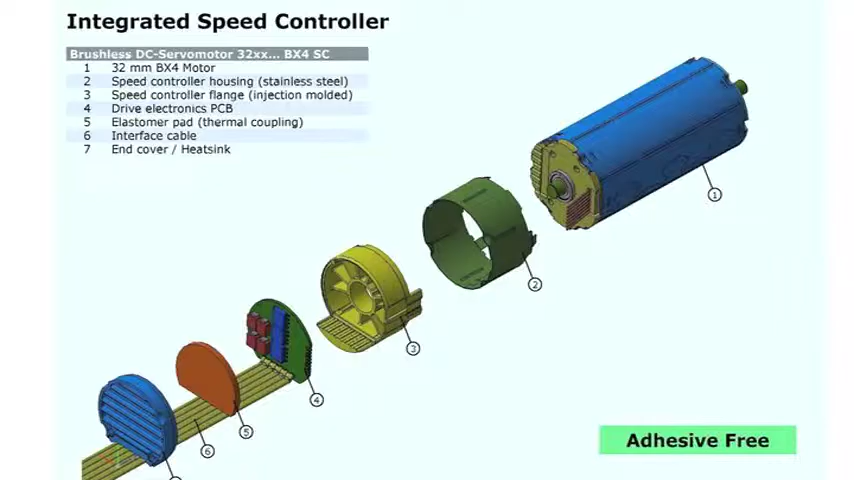 Integrated Speed Controller
Brushless DC-Servomotor 32xx... BX4 SC
1 32 mm BX4 Motor
2 Speed controller housing (stainless steel)
3 Speed controller flange (injection molded)
4 Drive electronics PCB
5 Elastomer pad (thermal coupling)
6 Interface cable
7 End cover / Heatsink
1
2
3
4
5
6
Adhesive Free